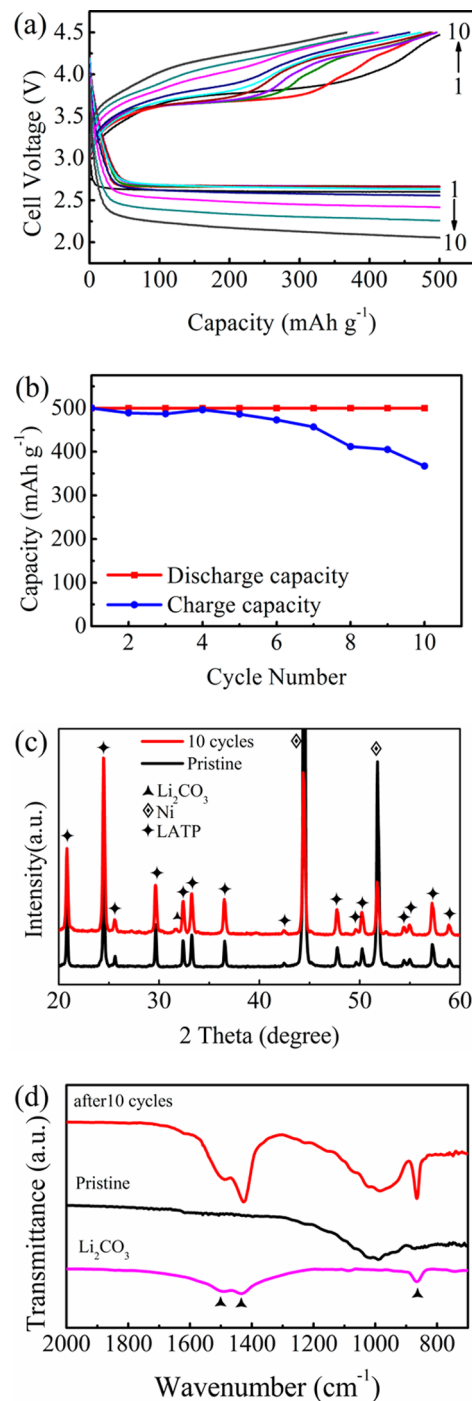 (a)
4.5
4.0
3.5
3.0
2.5
2.0
Cell Voltage (V)
10
1
1
10
0 100 200 300 400 500
Capacity (mAh g⁻¹)
(b)
500
400
300
200
100
0
Capacity (mAh g⁻¹)
Discharge capacity
Charge capacity
2 4 6 8 10
Cycle Number
(c)
10 cycles
Pristine
Li₂CO₃
Ni
LATP
Intensity(a.u.)
20 30 40 50 60
2 Theta (degree)
(d)
after10 cycles
Pristine
Li₂CO₃
Transmittance (a.u.)
2000 1800 1600 1400 1200 1000 800
Wavenumber (cm⁻¹)